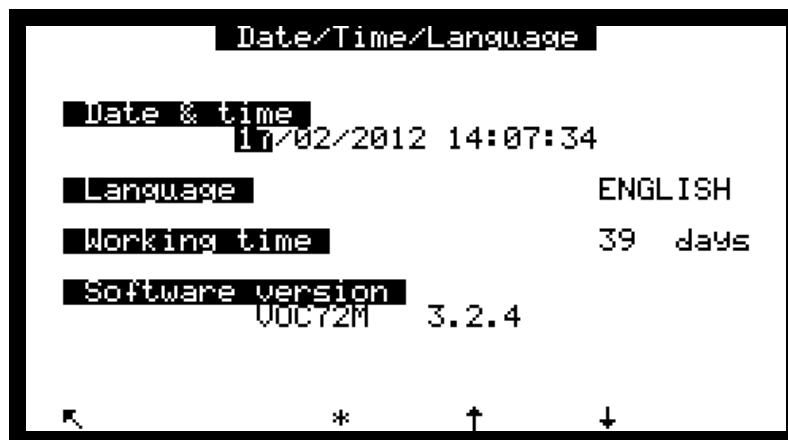 Date/Time/Language
Date & time
17/02/2012 14:07:34
Language ENGLISH
Working time 39 days
Software version
VOC72M 3.2.4
↖ * ↑ ↓